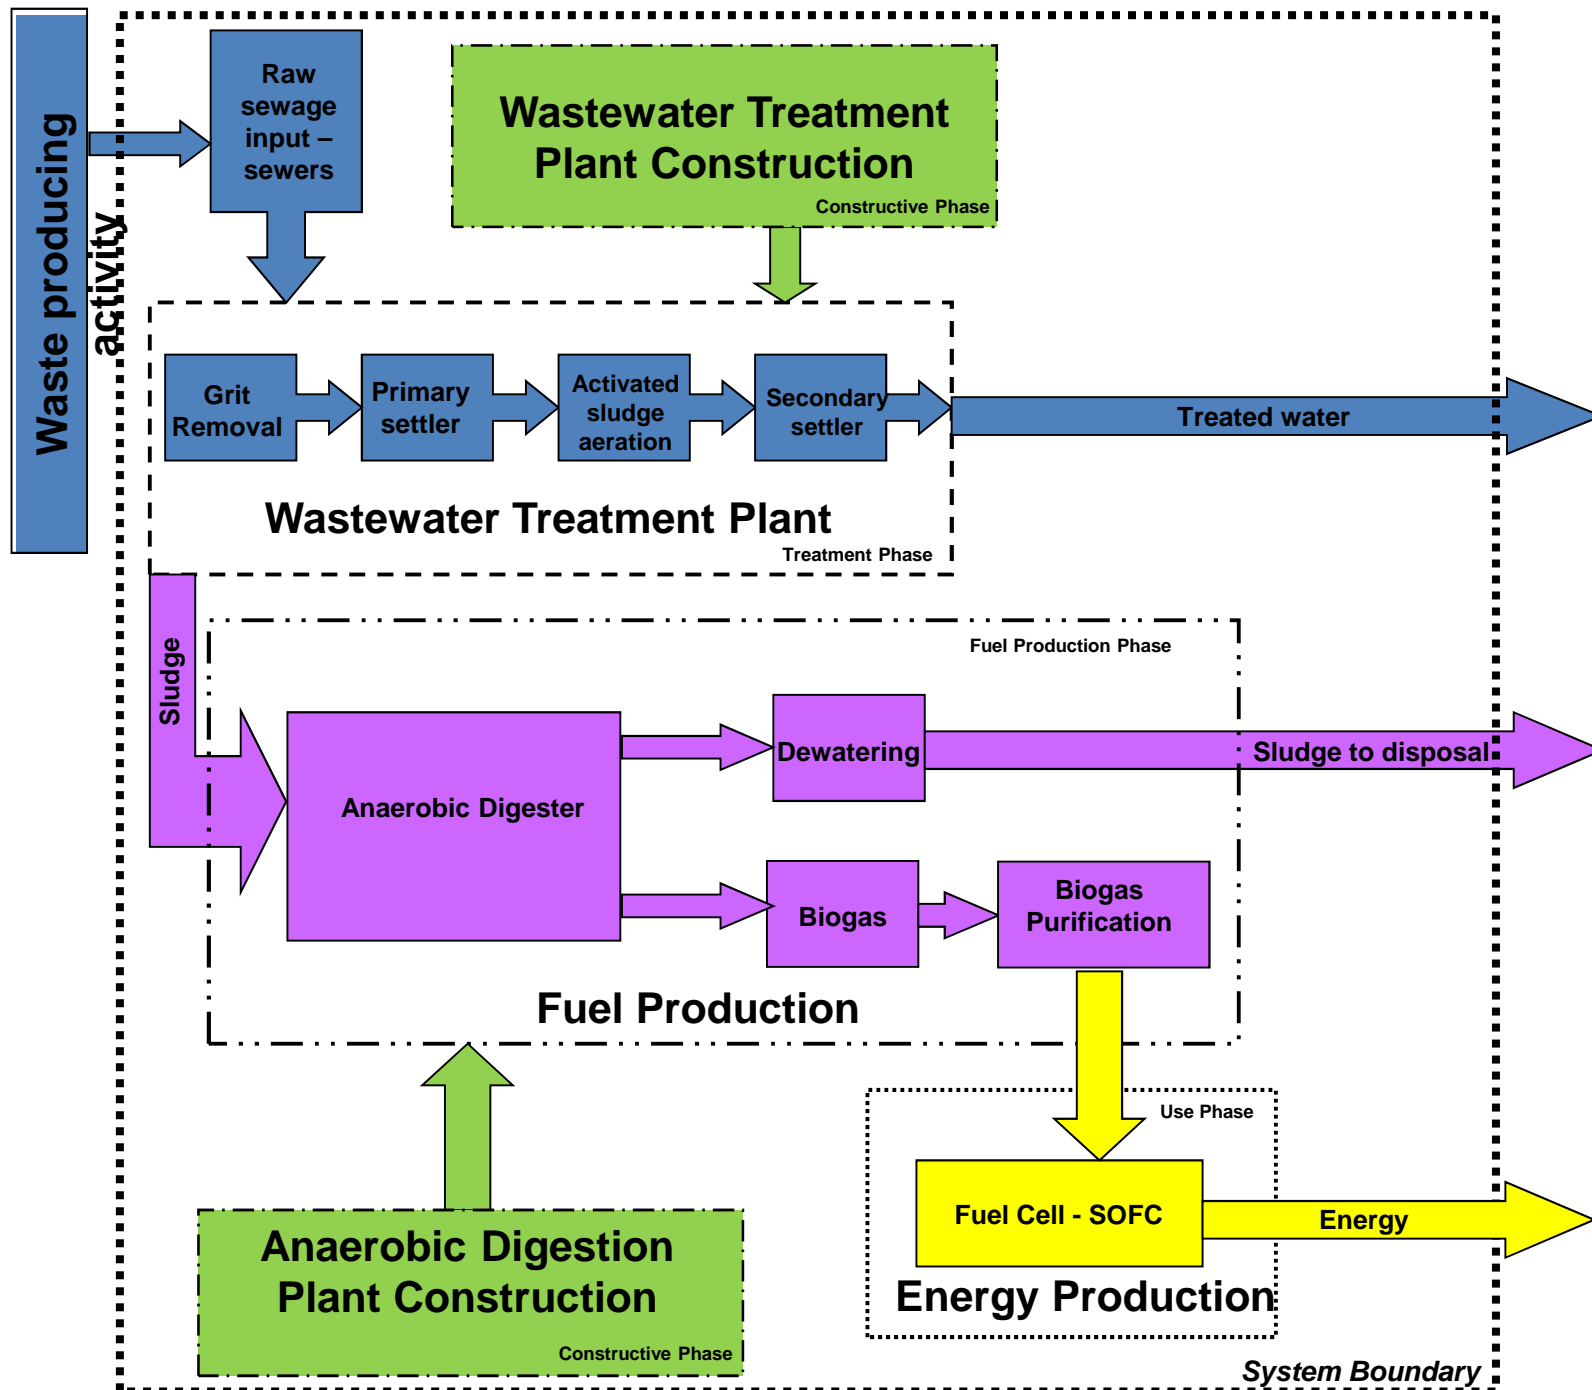 Waste producing
activity
Raw
sewage
input –
sewers
Wastewater Treatment
Plant Construction
Constructive Phase
Grit
Removal
Primary
settler
Activated
sludge
aeration
Secondary
settler
Treated water
Wastewater Treatment Plant
Treatment Phase
Sludge
Fuel Production Phase
Anaerobic Digester
Dewatering
Sludge to disposal
Biogas
Biogas
Purification
Fuel Production
Use Phase
Fuel Cell - SOFC
Energy
Energy Production
Anaerobic Digestion
Plant Construction
Constructive Phase
System Boundary